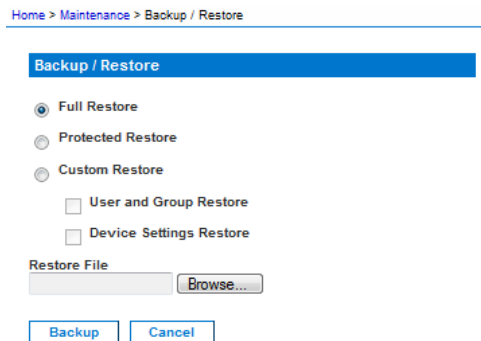 Home > Maintenance > Backup / Restore
Backup / Restore
Full Restore
Protected Restore
Custom Restore
User and Group Restore
Device Settings Restore
Restore File
Browse...
Backup Cancel